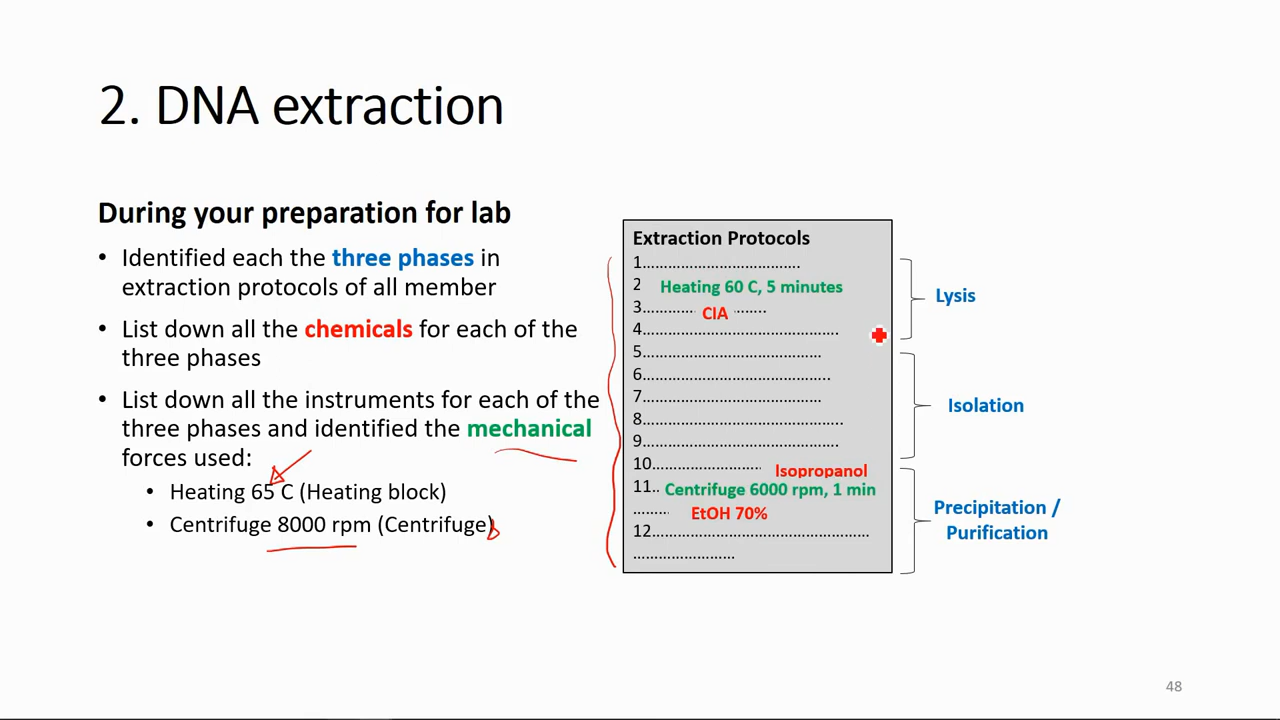 2. DNA extraction
During your preparation for lab
• Identified each the three phases in
extraction protocols of all member
• List down all the chemicals for each of the
three phases
• List down all the instruments for each of the
three phases and identified the mechanical
forces used:
• Heating 65 C (Heating block)
• Centrifuge 8000 rpm (Centrifuge)
Extraction Protocols
1....................................
2 Heating 60 C, 5 minutes
3............ CIA ........
4.............................................
5.........................................
6...........................................
7.........................................
8..............................................
9.............................................
10......................... Isopropanol
11.. Centrifuge 6000 rpm, 1 min
........ EtOH 70%
12...................................................
.......................
Lysis
Isolation
Precipitation /
Purification
48